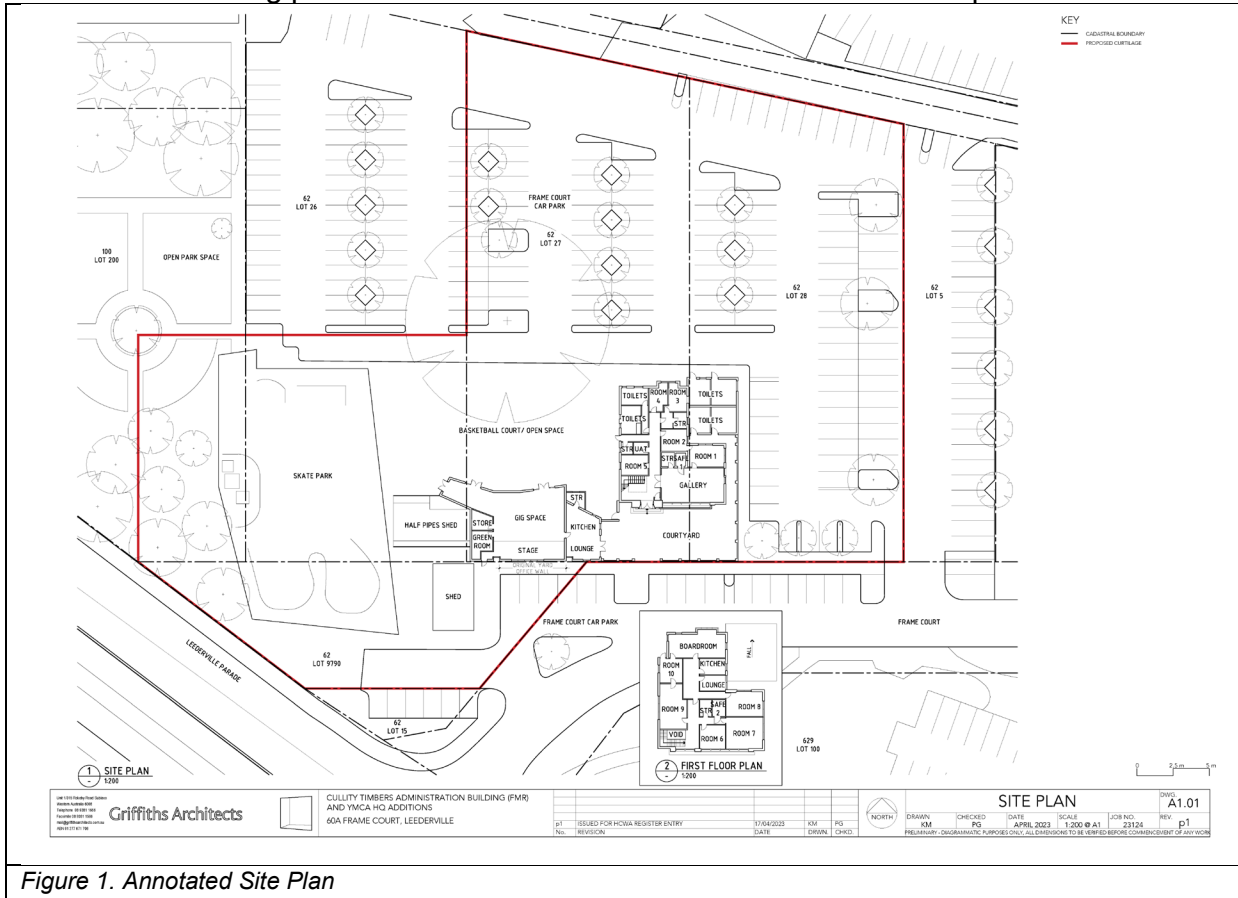 KEY
CADASTRAL BOUNDARY
PROPOSED CURTILAGE
62
LOT 26
FRAME COURT
CAR PARK
62
LOT 27
100
LOT 200
OPEN PARK SPACE
62
LOT 28
62
LOT 5
TOILETS
ROOM
4
ROOM
3
TOILETS
TOILETS
STR
TOILETS
BASKETBALL COURT/ OPEN SPACE
ROOM 2
STR
UAT
ROOM 1
STR
SAFE
1
ROOM 5
SKATE PARK
GALLERY
STR
HALF PIPES SHED
STORE
GIG SPACE
KITCHEN
GREEN
ROOM
COURTYARD
STAGE
LOUNGE
ORIGINAL YARD
OFFICE WALL
SHED
FRAME COURT CAR PARK
FRAME COURT
LEEDERVILLE PARADE
62
LOT 9790
BOARDROOM
FALL
ROOM
10
KITCHEN
LOUNGE
ROOM 9
STR
SAFE
2
ROOM 8
VOID
ROOM 6
ROOM 7
62
LOT 15
629
LOT 100
1 SITE PLAN
- 1:200
2 FIRST FLOOR PLAN
- 1:200
0 2.5 m 5 m
Griffiths Architects
CULLITY TIMBERS ADMINISTRATION BUILDING (FMR)
AND YMCA HQ ADDITIONS
60A FRAME COURT, LEEDERVILLE
p1 ISSUED FOR HCWA REGISTER ENTRY 17/04/2023 KM PG
No. REVISION DATE DRWN. CHKD.
NORTH
SITE PLAN
DWG.
A1.01
DRAWN CHECKED DATE SCALE JOB NO. REV.
KM PG APRIL 2023 1:200 @ A1 23124 p1
PRELIMINARY - DIAGRAMMATIC PURPOSES ONLY, ALL DIMENSIONS TO BE VERIFIED BEFORE COMMENCEMENT OF ANY WORK
Figure 1. Annotated Site Plan